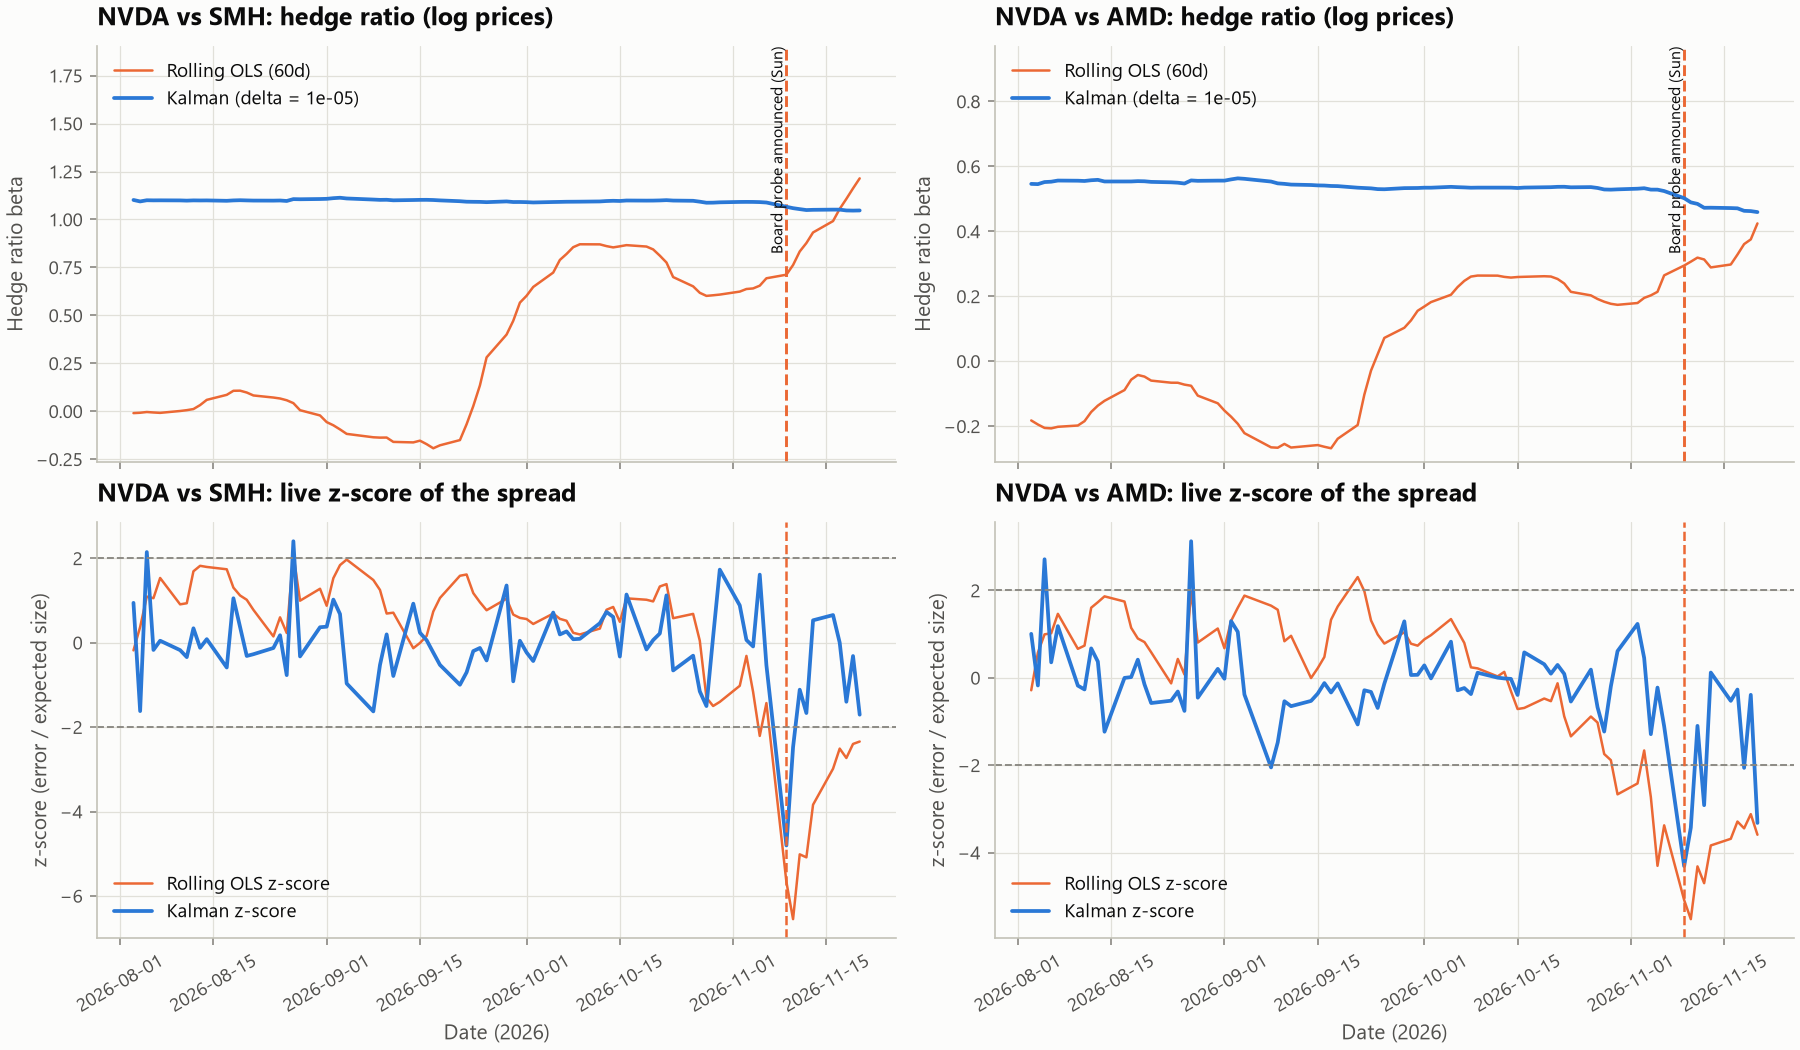 NVDA vs SMH: hedge ratio (log prices)
Rolling OLS (60d)
Kalman (delta = 1e-05)
Board probe announced (Sun)
1.75
1.50
1.25
1.00
0.75
0.50
0.25
0.00
−0.25
Hedge ratio beta
NVDA vs AMD: hedge ratio (log prices)
Rolling OLS (60d)
Kalman (delta = 1e-05)
Board probe announced (Sun)
0.8
0.6
0.4
0.2
0.0
−0.2
Hedge ratio beta
NVDA vs SMH: live z-score of the spread
2
0
−2
−4
−6
z-score (error / expected size)
Rolling OLS z-score
Kalman z-score
2026-08-01
2026-08-15
2026-09-01
2026-09-15
2026-10-01
2026-10-15
2026-11-01
2026-11-15
Date (2026)
NVDA vs AMD: live z-score of the spread
2
0
−2
−4
z-score (error / expected size)
Rolling OLS z-score
Kalman z-score
2026-08-01
2026-08-15
2026-09-01
2026-09-15
2026-10-01
2026-10-15
2026-11-01
2026-11-15
Date (2026)